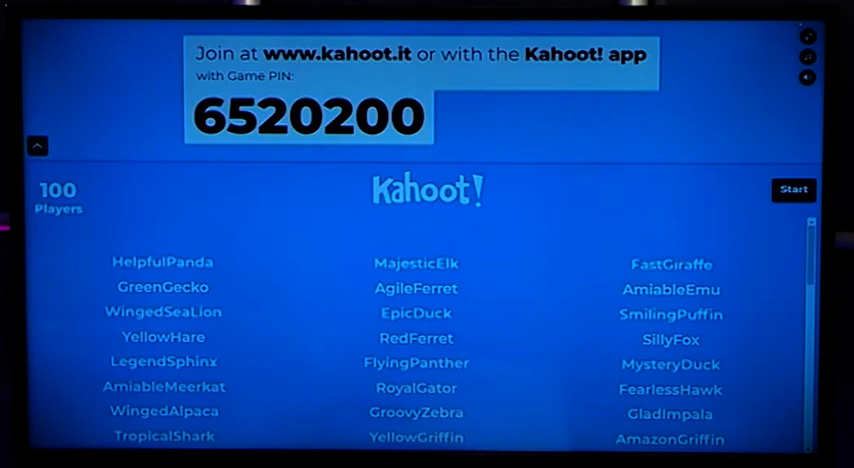 Join at www.kahoot.it or with the Kahoot! app
with Game PIN:
6520200
100
Players
Kahoot!
Start
HelpfulPanda MajesticElk FastGiraffe
GreenGecko AgileFerret AmiableEmu
WingedSeaLion EpicDuck SmilingPuffin
YellowHare RedFerret SillyFox
LegendSphinx FlyingPanther MysteryDuck
AmiableMeerkat RoyalGator FearlessHawk
WingedAlpaca GroovyZebra GladImpala
TropicalShark YellowGriffin AmazonGriffin